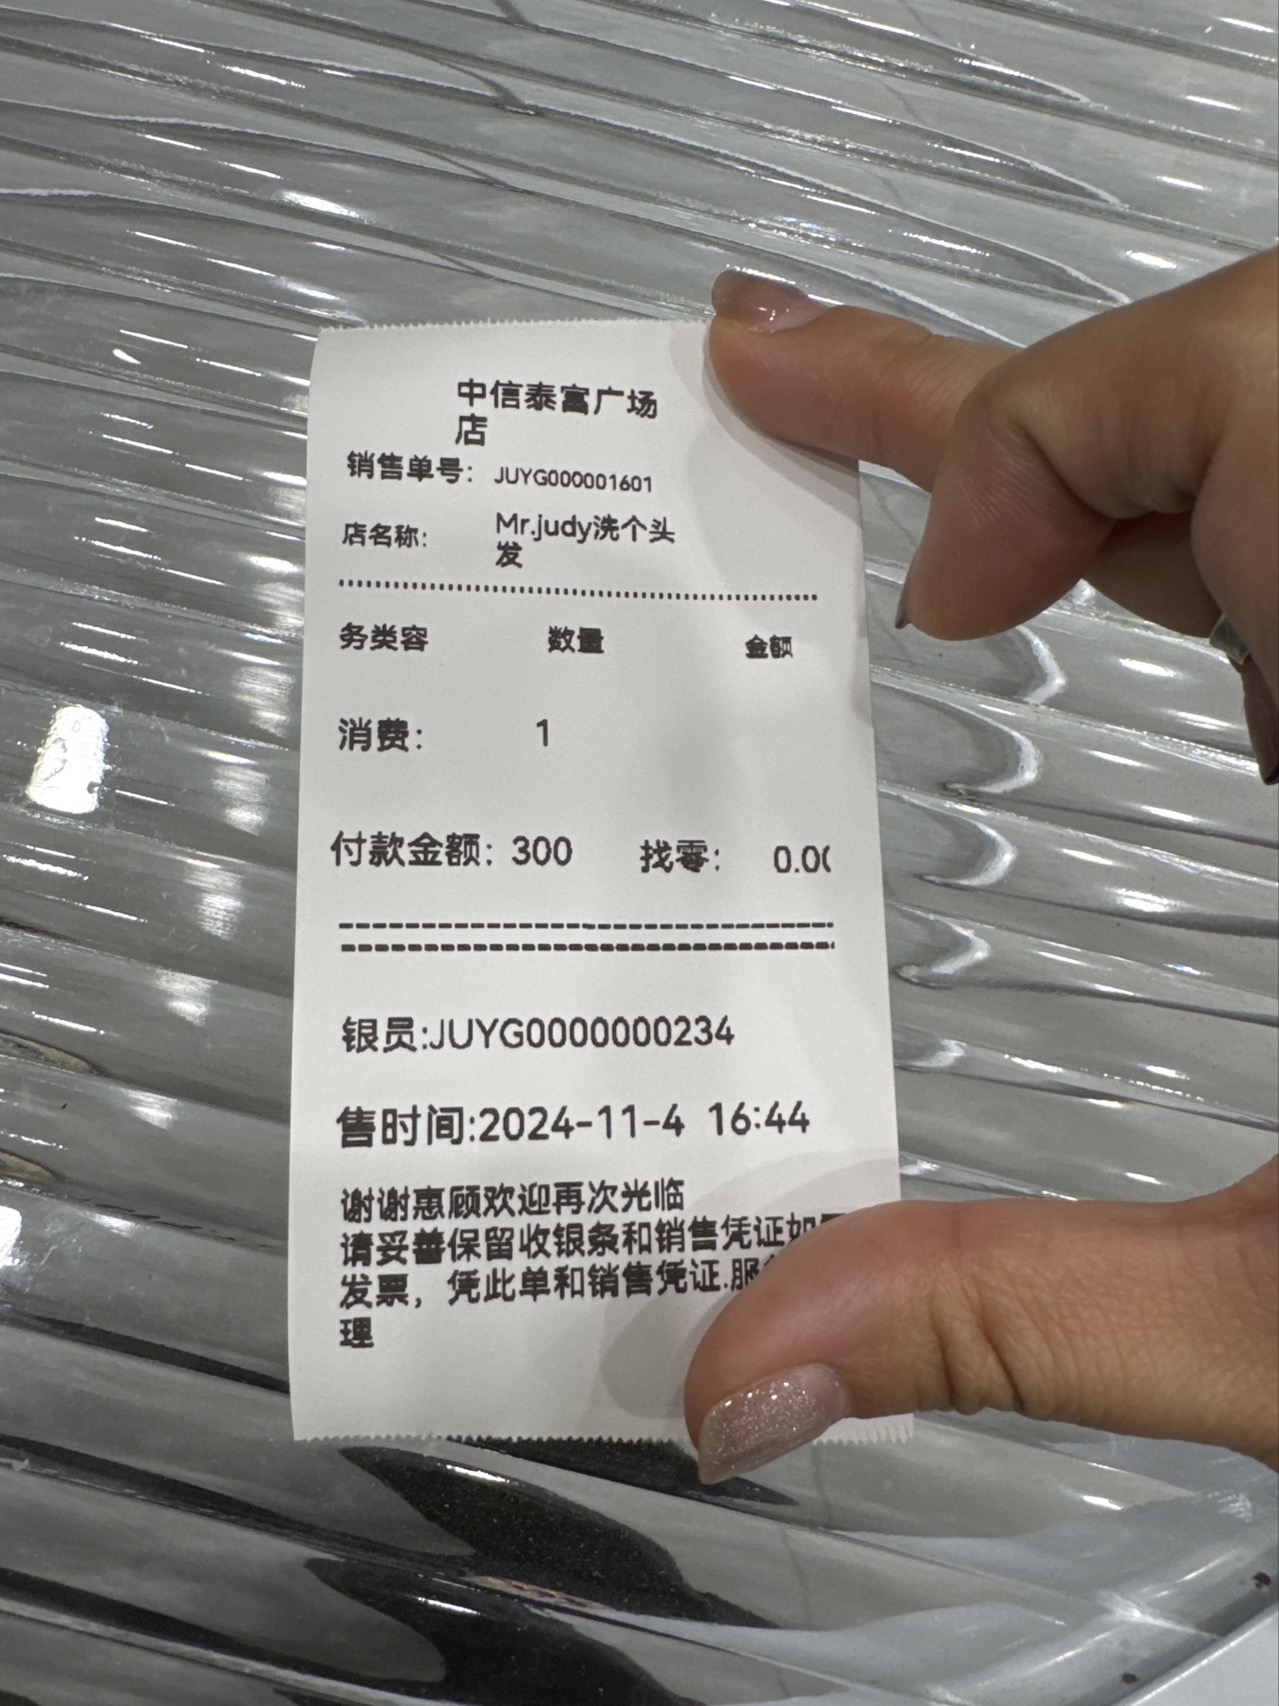 中信泰富广场
店
销售单号： JUYG000001601
店名称： Mr.judy洗个头
发
务类容 数量 金额
消费： 1
付款金额：300 找零： 0.0
银员:JUYG0000000234
售时间:2024-11-4 16:44
谢谢惠顾欢迎再次光临
请妥善保留收银条和销售凭证如
发票，凭此单和销售凭证.服
理